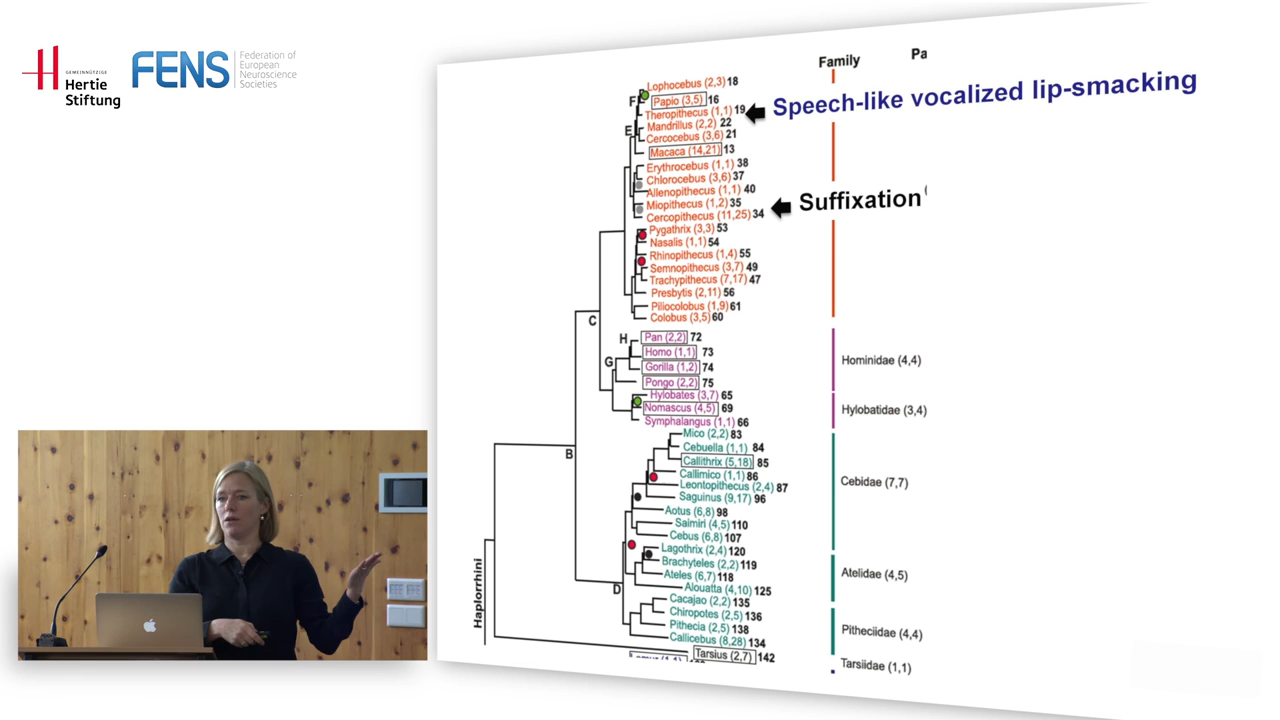 GEMEINNÜTZIGE
Hertie
Stiftung
FENS
Federation of
European
Neuroscience
Societies
Family
Pa
Lophocebus (2,3) 18
F
Papio (3,5) 16
Theropithecus (1,1) 19
Speech-like vocalized lip-smacking
Mandrillus (2,2) 22
E
Cercocebus (3,6) 21
Macaca (14,21) 13
Erythrocebus (1,1) 38
Chlorocebus (3,6) 37
Allenopithecus (1,1) 40
Miopithecus (1,2) 35
Suffixation
Cercopithecus (11,25) 34
Pygathrix (3,3) 53
Nasalis (1,1) 54
Rhinopithecus (1,4) 55
Semnopithecus (3,7) 49
Trachypithecus (7,17) 47
Presbytis (2,11) 56
Piliocolobus (1,9) 61
Colobus (3,5) 60
C
H
Pan (2,2) 72
Homo (1,1) 73
G
Gorilla (1,2) 74
Hominidae (4,4)
Pongo (2,2) 75
Hylobates (3,7) 65
Nomascus (4,5) 69
Hylobatidae (3,4)
Symphalangus (1,1) 66
Mico (2,2) 83
Cebuella (1,1) 84
B
Callithrix (5,18) 85
Callimico (1,1) 86
Cebidae (7,7)
Leontopithecus (2,4) 87
Saguinus (9,17) 96
Aotus (6,8) 98
Saimiri (4,5) 110
Cebus (6,8) 107
Lagothrix (2,4) 120
Brachyteles (2,2) 119
Atelidae (4,5)
Ateles (6,7) 118
D
Alouatta (4,10) 125
Cacajao (2,2) 135
Chiropotes (2,5) 136
Pithecia (2,5) 138
Pitheciidae (4,4)
Callicebus (8,28) 134
Haplorrhini
Tarsius (2,7) 142
Tarsiidae (1,1)